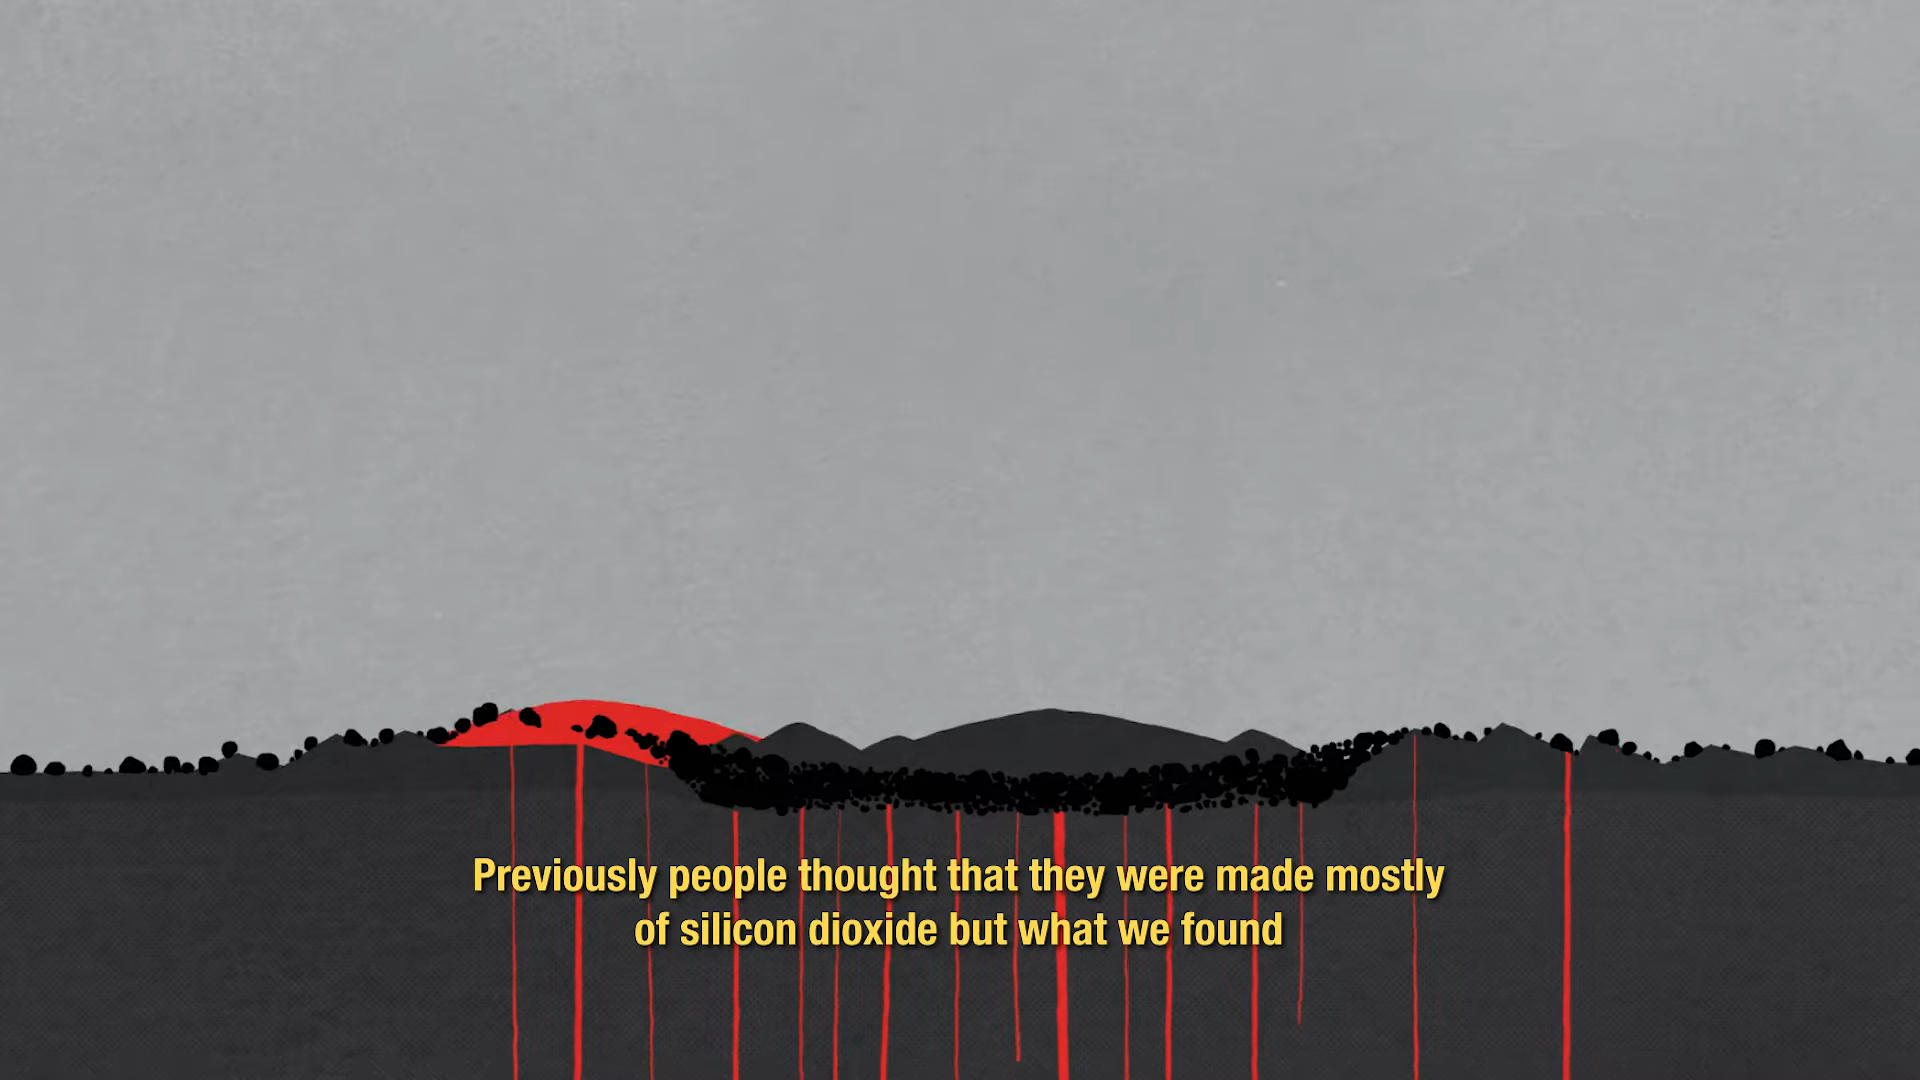 Previously people thought that they were made mostly
of silicon dioxide but what we found